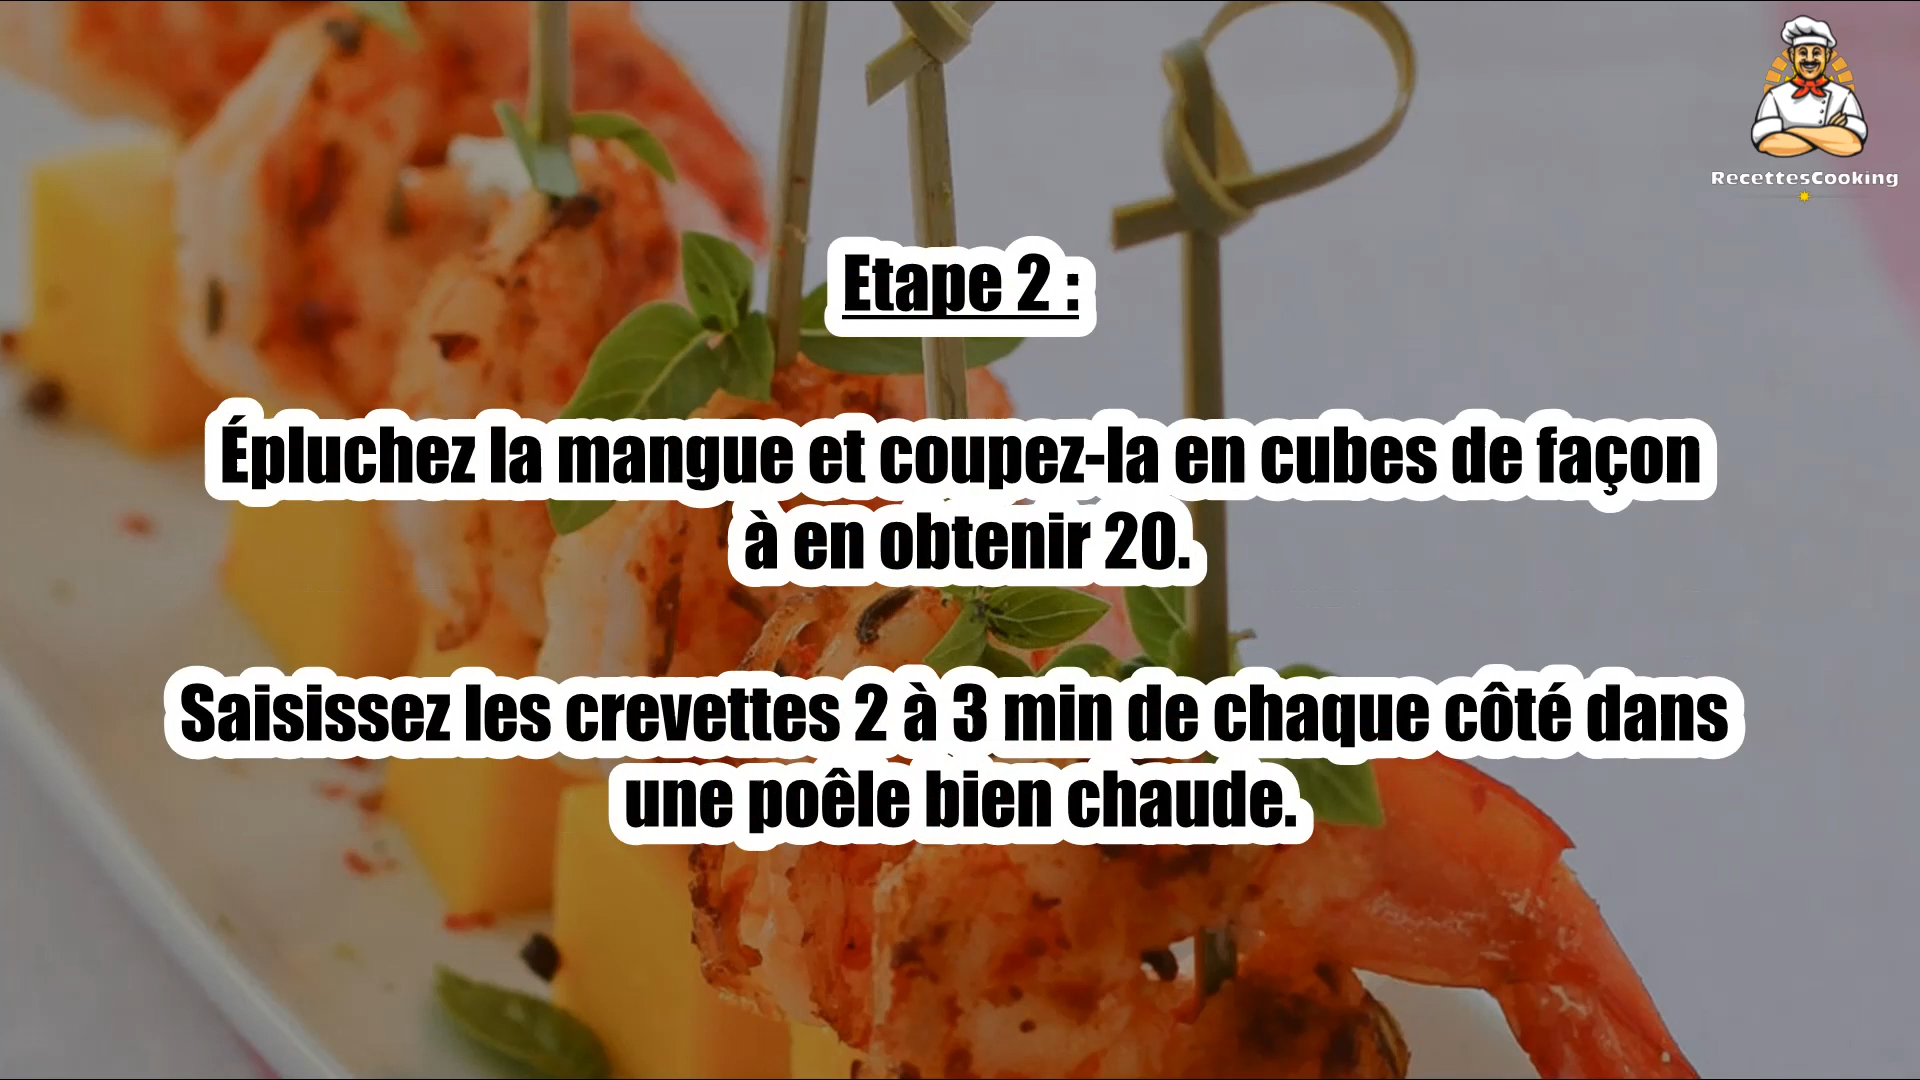 RecettesCooking
Etape 2 :
Épluchez la mangue et coupez-la en cubes de façon
à en obtenir 20.
Saisissez les crevettes 2 à 3 min de chaque côté dans
une poêle bien chaude.